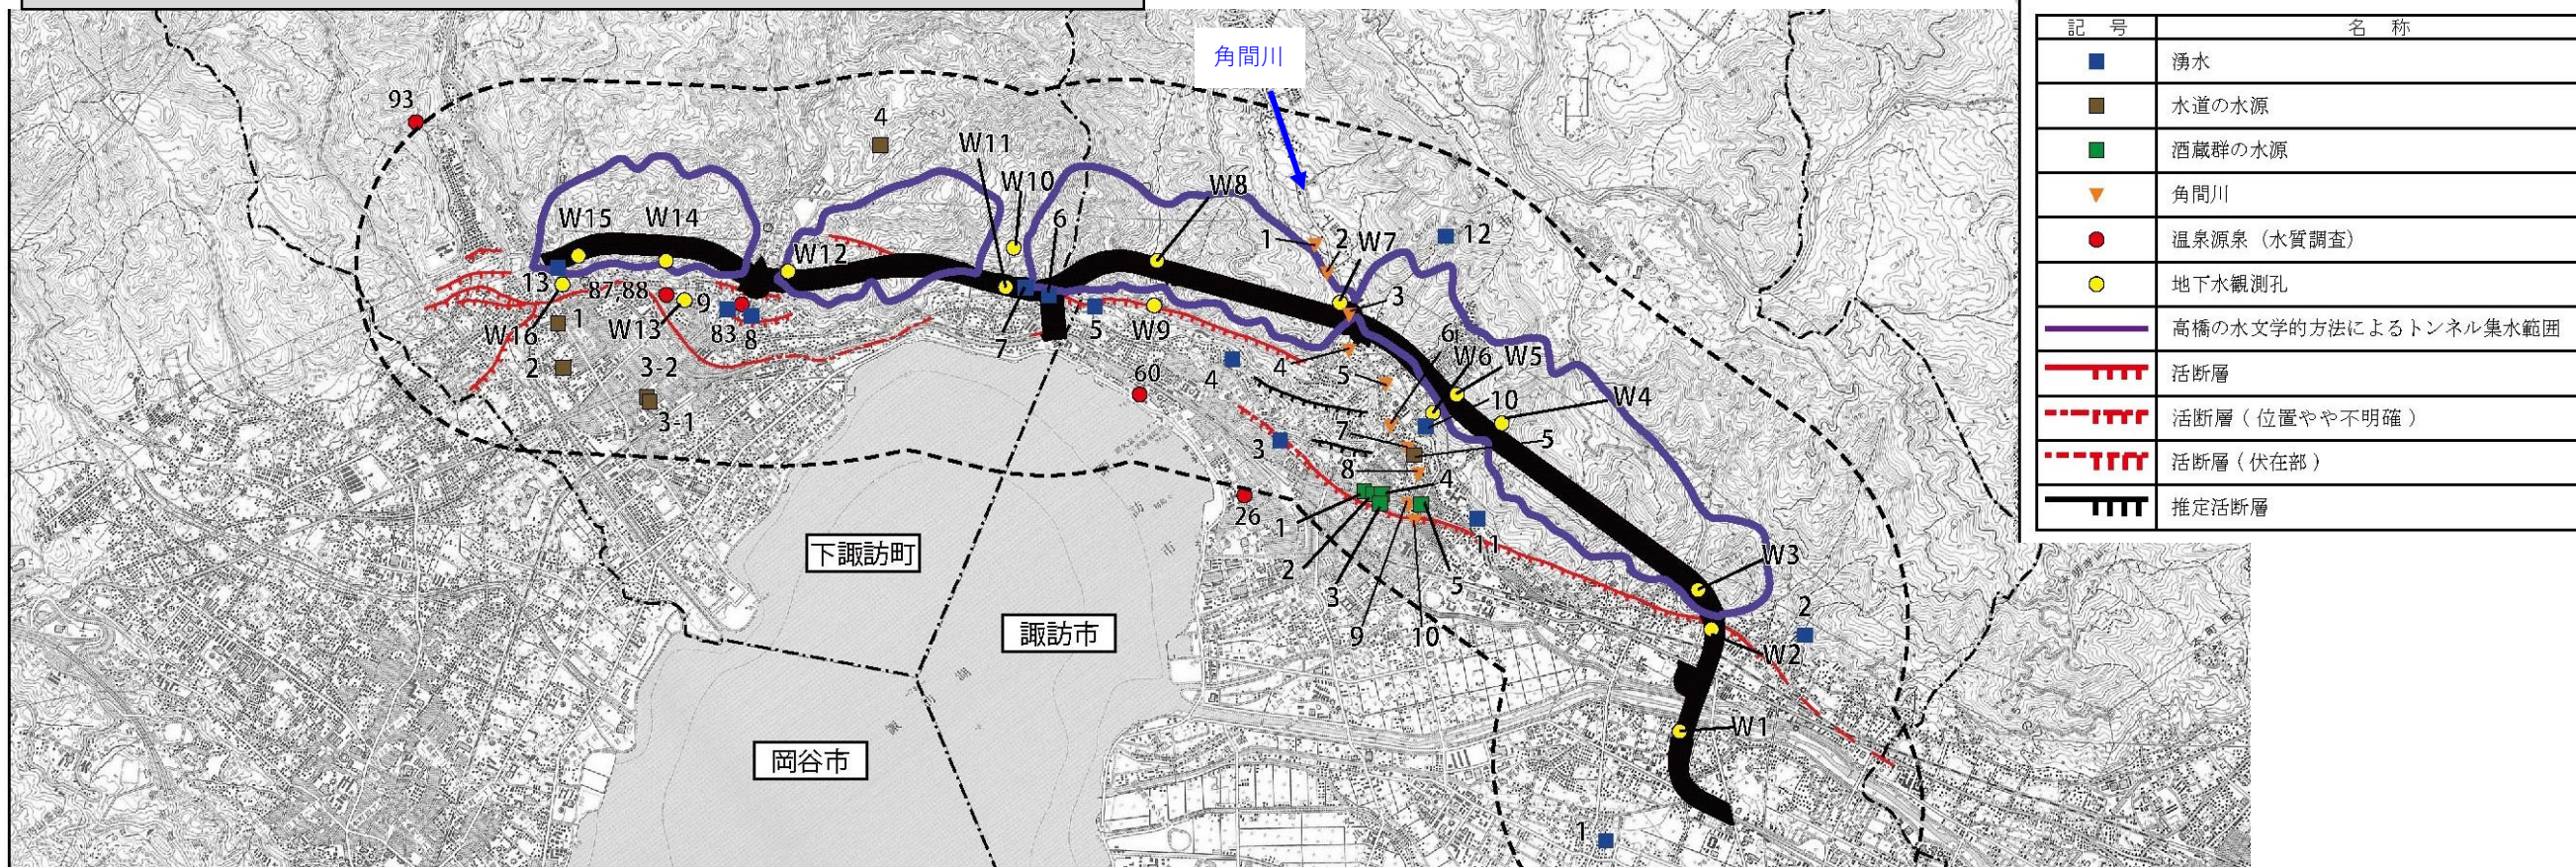 角間川
93
4
W11
W10
W8
6
W15
W14
W12
1
2
W7
12
3
13
87,88
9
W16
1
W13
83
8
7
5
W9
4
6
W6
W5
2
3-2
60
4
5
10
W4
3-1
3
7
5
8
4
26
1
11
下諏訪町
2
3
5
W3
諏訪市
9
10
2
W2
岡谷市
W1
1
記 号
名 称
湧水
水道の水源
酒蔵群の水源
角間川
温泉源泉（水質調査）
地下水観測孔
高橋の水文学的方法によるトンネル集水範囲
活断層
活断層（位置やや不明確）
活断層（伏在部）
推定活断層